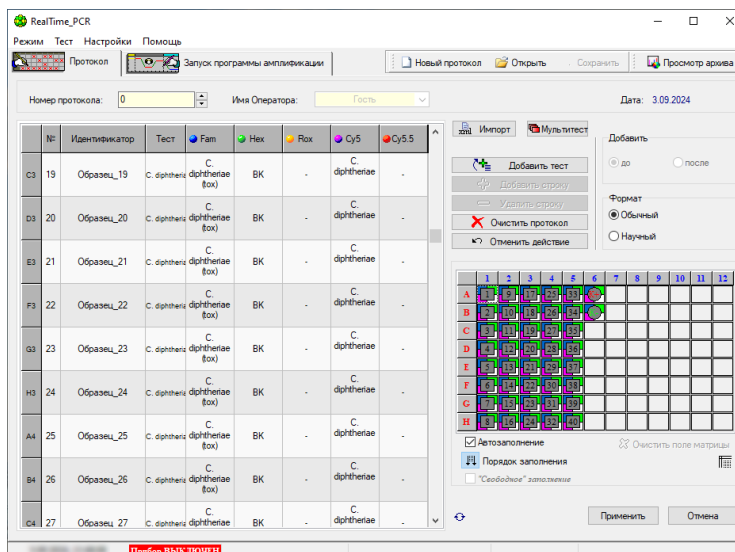 RealTime_PCR
Режим Тест Настройки Помощь
Протокол Запуск программы амплификации Новый протокол Открыть Сохранить Просмотр архива
Номер протокола: 0 Имя Оператора: Гость Дата: 3.09.2024
№ Идентификатор Тест Fam Hex Rox Cy5 Cy5.5
C3 19 Образец_19 C. diphtheria C. diphtheriae (tox) ВК - C. diphtheriae -
D3 20 Образец_20 C. diphtheria C. diphtheriae (tox) ВК - C. diphtheriae -
E3 21 Образец_21 C. diphtheria C. diphtheriae (tox) ВК - C. diphtheriae -
F3 22 Образец_22 C. diphtheria C. diphtheriae (tox) ВК - C. diphtheriae -
G3 23 Образец_23 C. diphtheria C. diphtheriae (tox) ВК - C. diphtheriae -
H3 24 Образец_24 C. diphtheria C. diphtheriae (tox) ВК - C. diphtheriae -
A4 25 Образец_25 C. diphtheria C. diphtheriae (tox) ВК - C. diphtheriae -
B4 26 Образец_26 C. diphtheria C. diphtheriae (tox) ВК - C. diphtheriae -
C4 27 Образец_27 C. diphtheria C. diphtheriae ВК - C. diphtheriae -
Импорт Мультитест
Добавить тест
Добавить строку
Удалить строку
Очистить протокол
Отменить действие
Добавить
до после
Формат
Обычный
Научный
1 2 3 4 5 6 7 8 9 10 11 12
A 1 9 17 25 33
B 2 10 18 26 34
C 3 11 19 27 35
D 4 12 20 28 36
E 5 13 21 29 37
F 6 14 22 30 38
G 7 15 23 31 39
H 8 16 24 32 40
Автозаполнение Очистить поле матрицы
Порядок заполнения
"Свободное" заполнение
Применить Отмена
Прибор ВЫКЛЮЧЕН